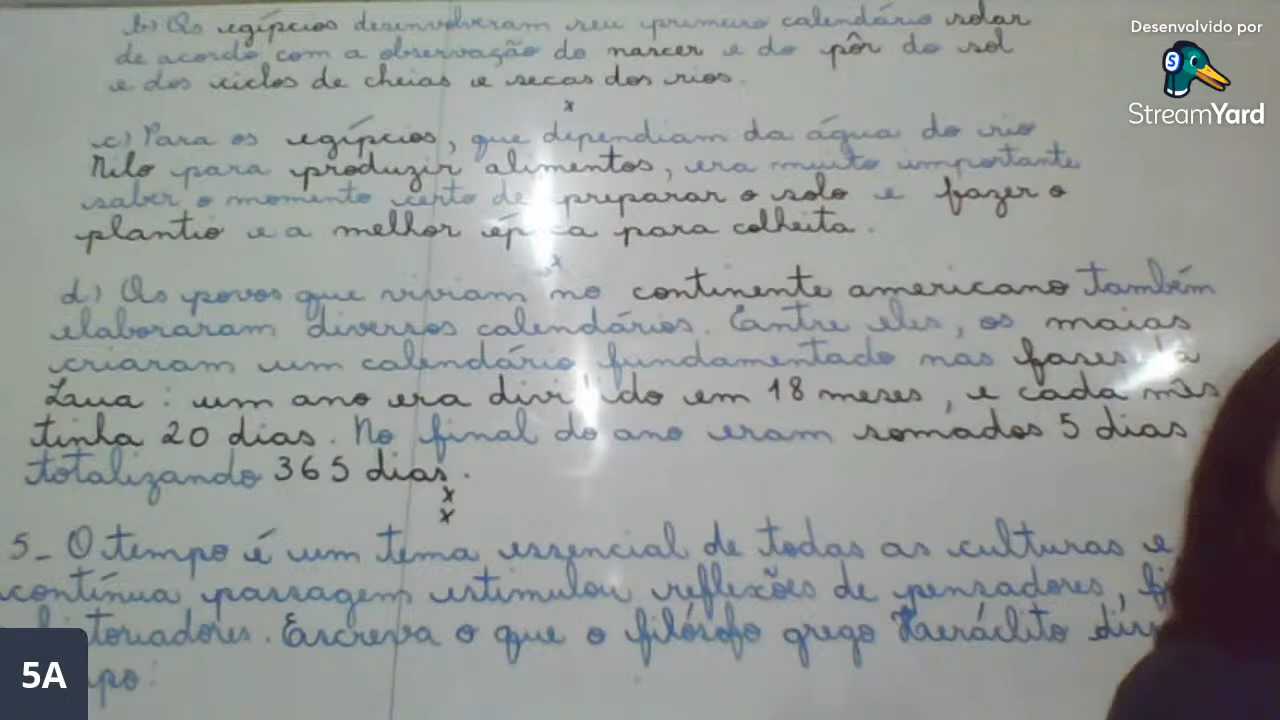 b) Os egípcios desenvolveram seu primeiro calendário solar
de acordo com a observação do nascer e do pôr do sol
e dos ciclos de cheias e secas dos rios.
x
c) Para os egípcios, que dependiam da água do rio
Nilo para produzir alimentos, era muito importante
saber o momento certo de preparar o solo e fazer o
plantio e a melhor época para colheita.
x
d) Os povos que viviam no continente americano também
elaboraram diversos calendários. Entre eles, os maias
criaram um calendário fundamentado nas fases da
Lua: um ano era dividido em 18 meses, e cada mês
tinha 20 dias. No final do ano eram somados 5 dias
totalizando 365 dias.
x
x
5- O tempo é um tema essencial de todas as culturas e
contínua passagem estimulou reflexões de pensadores,
Escreva o que o filósofo grego Heráclito
Desenvolvido por
StreamYard
5A